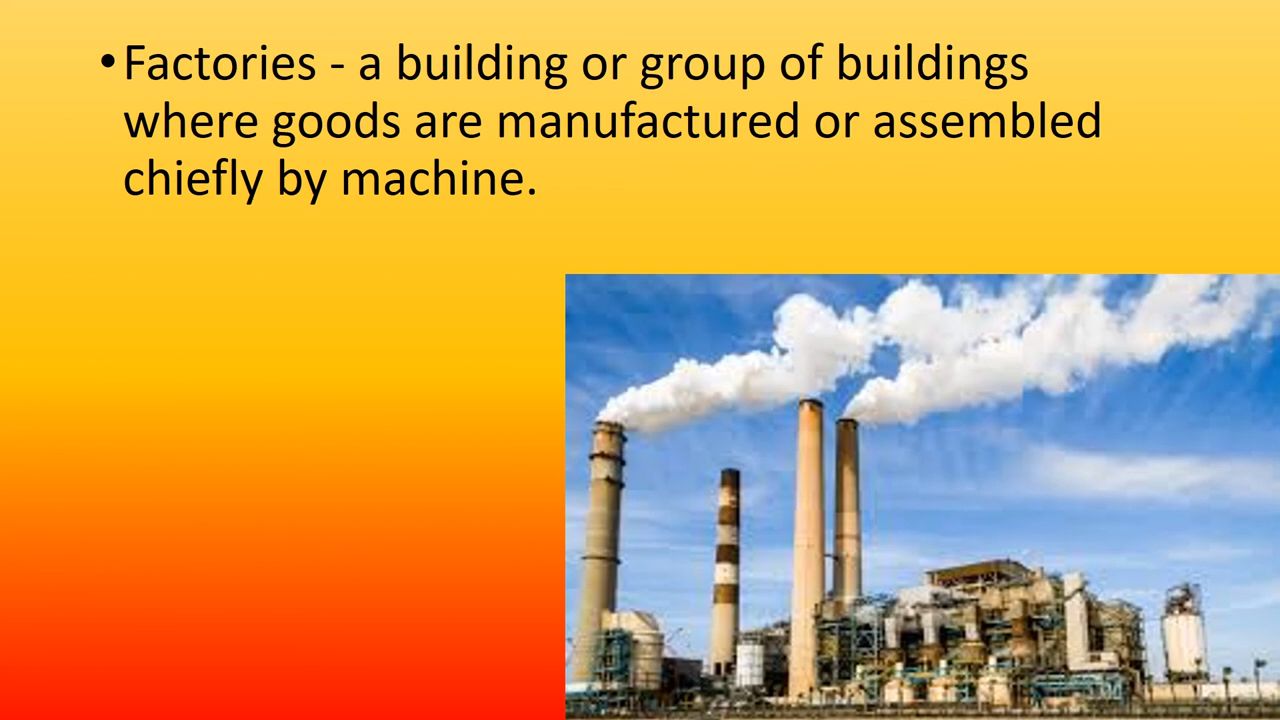 •Factories - a building or group of buildings
where goods are manufactured or assembled
chiefly by machine.